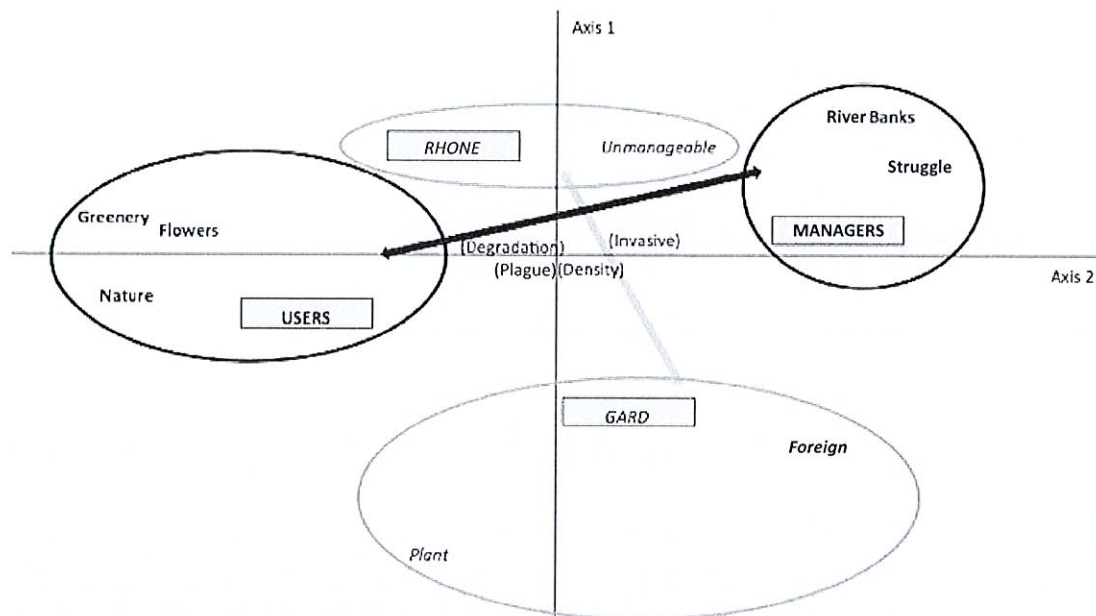 Axis 1
River Banks
RHONE
Unmanageable
Struggle
Greenery
Flowers
MANAGERS
(Degradation)
(Invasive)
(Plague)
(Density)
Axis 2
Nature
USERS
GARD
Foreign
Plant